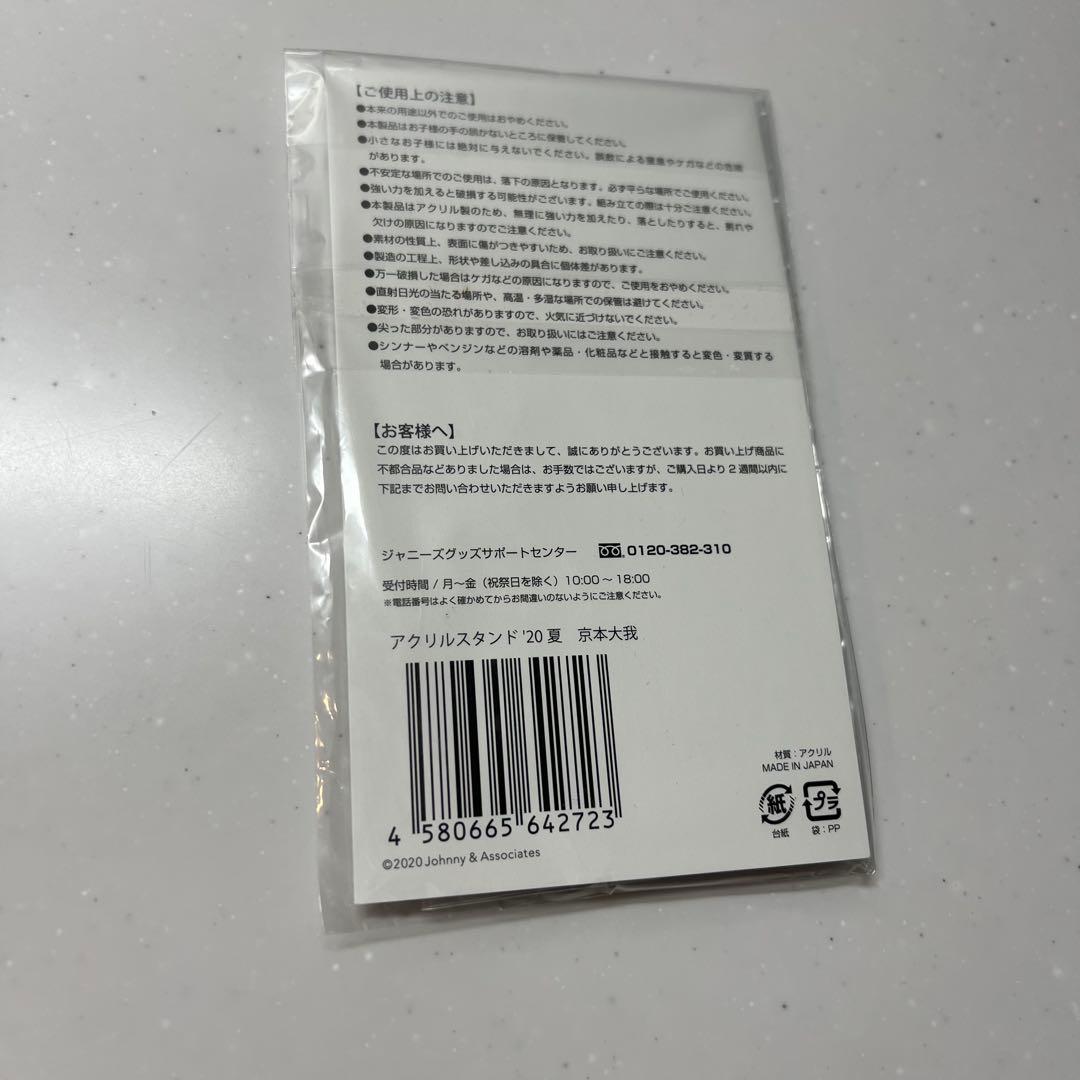 【ご使用上の注意】
●本来の用途以外でのご使用はおやめください。
●本製品はお子様の手の届かないところに保管してください。
●小さなお子様には絶対に与えないでください。誤飲による窒息やケガなどの危険
があります。
●不安定な場所でのご使用は、落下の原因となります。必ず平らな場所でご使用ください。
●強い力を加えると破損する可能性がございます。組み立ての際は十分ご注意ください。
●本製品はアクリル製のため、無理に強い力を加えたり、落としたりすると、割れや
欠けの原因になりますのでご注意ください。
●素材の性質上、表面に傷がつきやすいため、お取り扱いにご注意ください。
●製造の工程上、形状や差し込みの具合に個体差があります。
●万一破損した場合はケガなどの原因になりますので、ご使用をおやめください。
●直射日光の当たる場所や、高温・多湿な場所での保管は避けてください。
●変形・変色の恐れがありますので、火気に近づけないでください。
●尖った部分がありますので、お取り扱いにはご注意ください。
●シンナーやベンジンなどの溶剤や薬品・化粧品などと接触すると変色・変質する
場合があります。
【お客様へ】
この度はお買い上げいただきまして、誠にありがとうございます。お買い上げ商品に
不都合品などありました場合は、お手数ではございますが、ご購入日より2週間以内に
下記までお問い合わせいただきますようお願い申し上げます。
ジャニーズグッズサポートセンター 0120-382-310
受付時間 / 月〜金（祝祭日を除く）10:00〜18:00
※電話番号はよく確かめてからお間違いのないようにご注意ください。
アクリルスタンド '20 夏 京本大我
4 580665 642723
©2020 Johnny & Associates
材質：アクリル
MADE IN JAPAN
紙 プラ
台紙 袋：PP